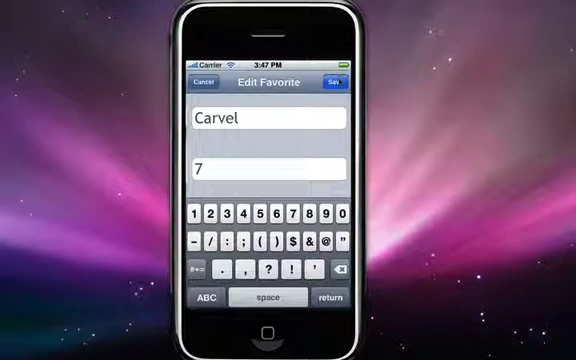 Carrier 3:47 PM
Cancel Edit Favorite Save
Carvel
7
1 2 3 4 5 6 7 8 9 0
- / : ; ( ) $ & @ "
#+= . , ? ! '
ABC space return